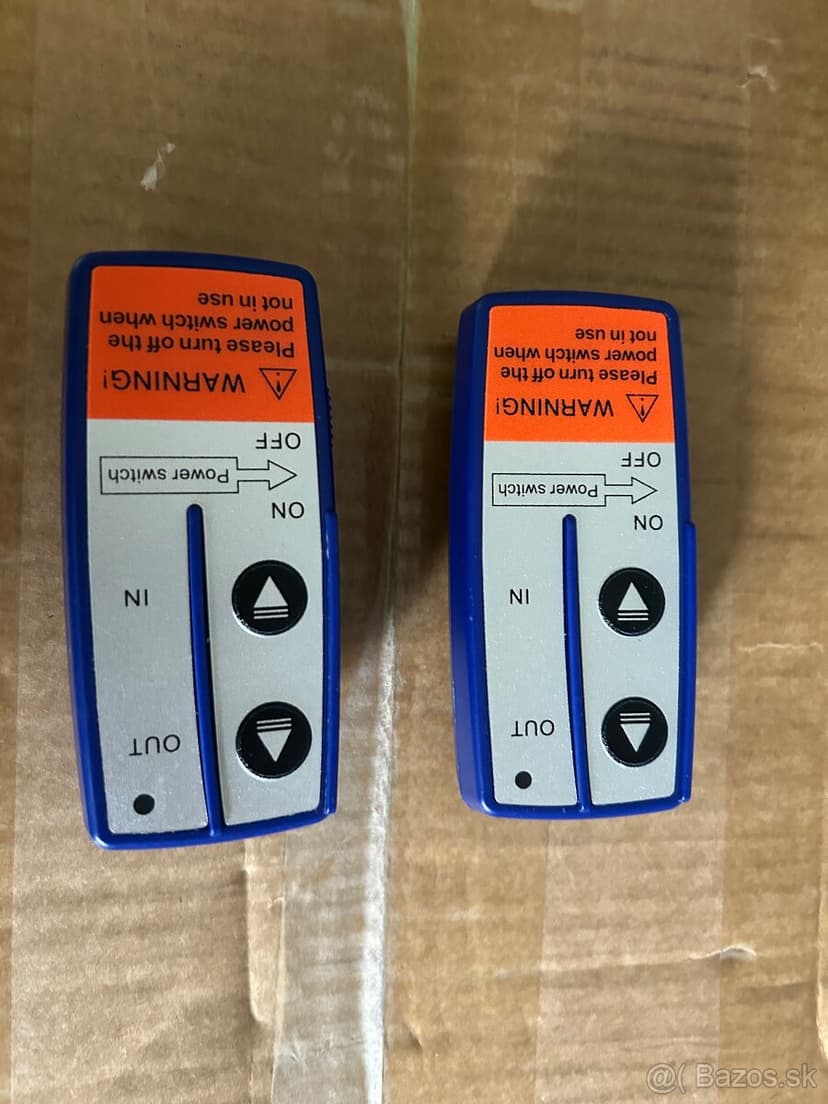 WARNING!
Please turn off the
power switch when
not in use
OFF
Power switch
ON
IN
OUT
WARNING!
Please turn off the
power switch when
not in use
OFF
Power switch
ON
IN
OUT
@( Bazos.sk